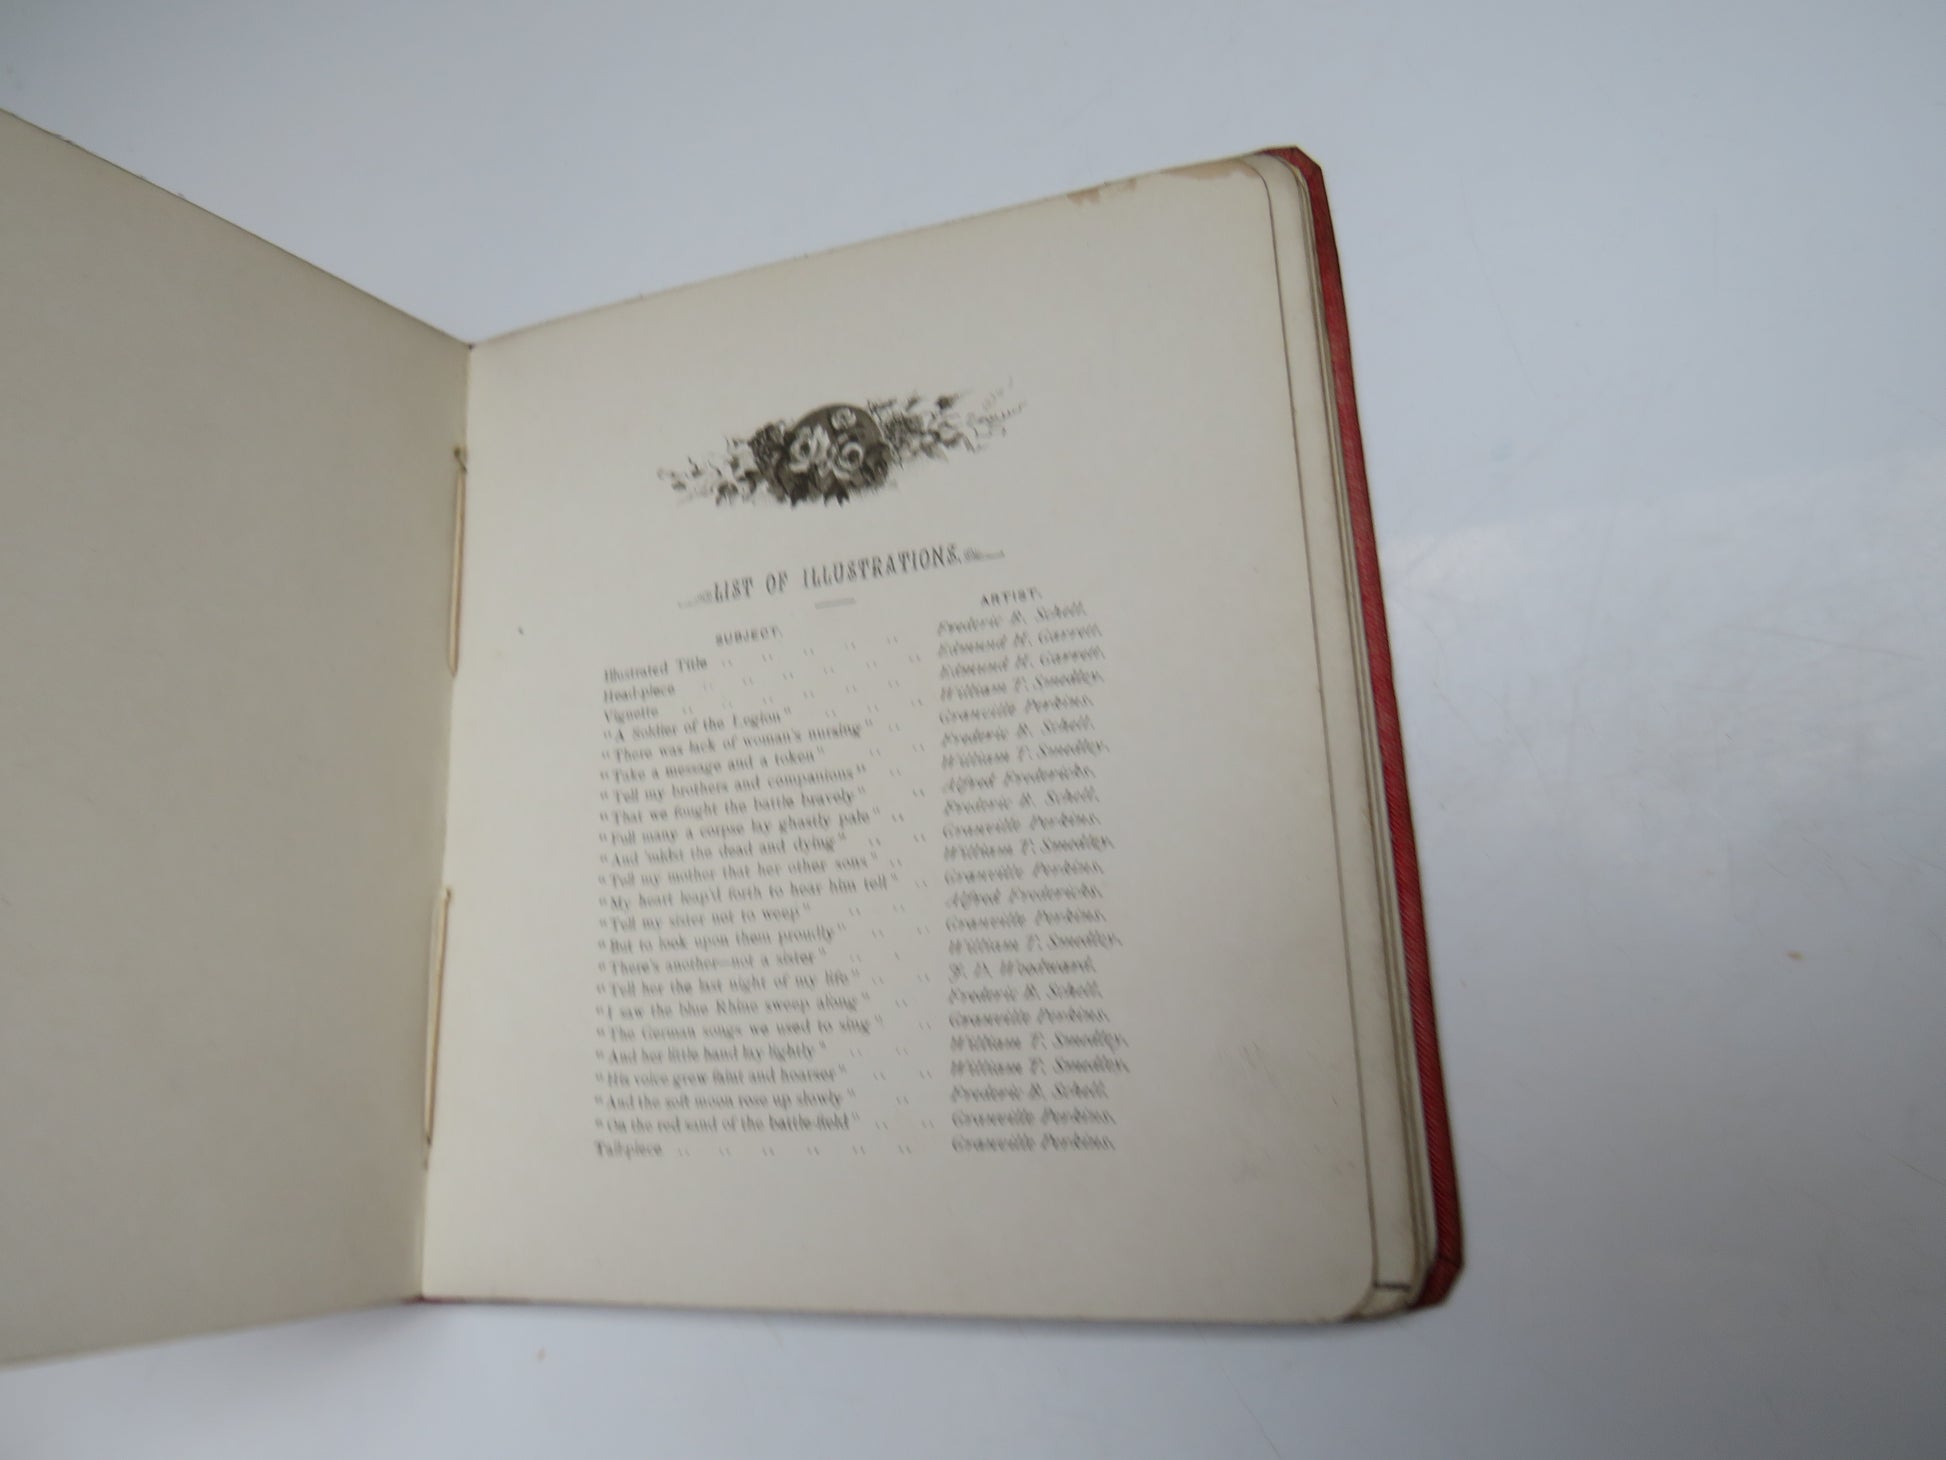 LIST OF ILLUSTRATIONS.
SUBJECT. ARTIST.
Illustrated Title Frederic B. Schell.
Head-piece Edmund H. Garrett.
Vignette Edmund H. Garrett.
"A Soldier of the Legion" William T. Smedley.
"There was lack of woman's nursing" Granville Perkins.
"Take a message and a token" Frederic B. Schell.
"Tell my brothers and companions" William T. Smedley.
"That we fought the battle bravely" Alfred Fredericks.
"Full many a corpse lay ghastly pale" Frederic B. Schell.
"And 'midst the dead and dying" Granville Perkins.
"Tell my mother that her other sons" William T. Smedley.
"My heart leap'd forth to hear him tell" Granville Perkins.
"Tell my sister not to weep" Alfred Fredericks.
"But to look upon them proudly" Granville Perkins.
"There's another—not a sister" William T. Smedley.
"Tell her the last night of my life" J. D. Woodward.
"I saw the blue Rhine sweep along" Frederic B. Schell.
"The German songs we used to sing" Granville Perkins.
"And her little hand lay lightly" William T. Smedley.
"His voice grew faint and hoarser" William T. Smedley.
"And the soft moon rose up slowly" Frederic B. Schell.
"On the red sand of the battle-field" Granville Perkins.
Tail-piece Granville Perkins.